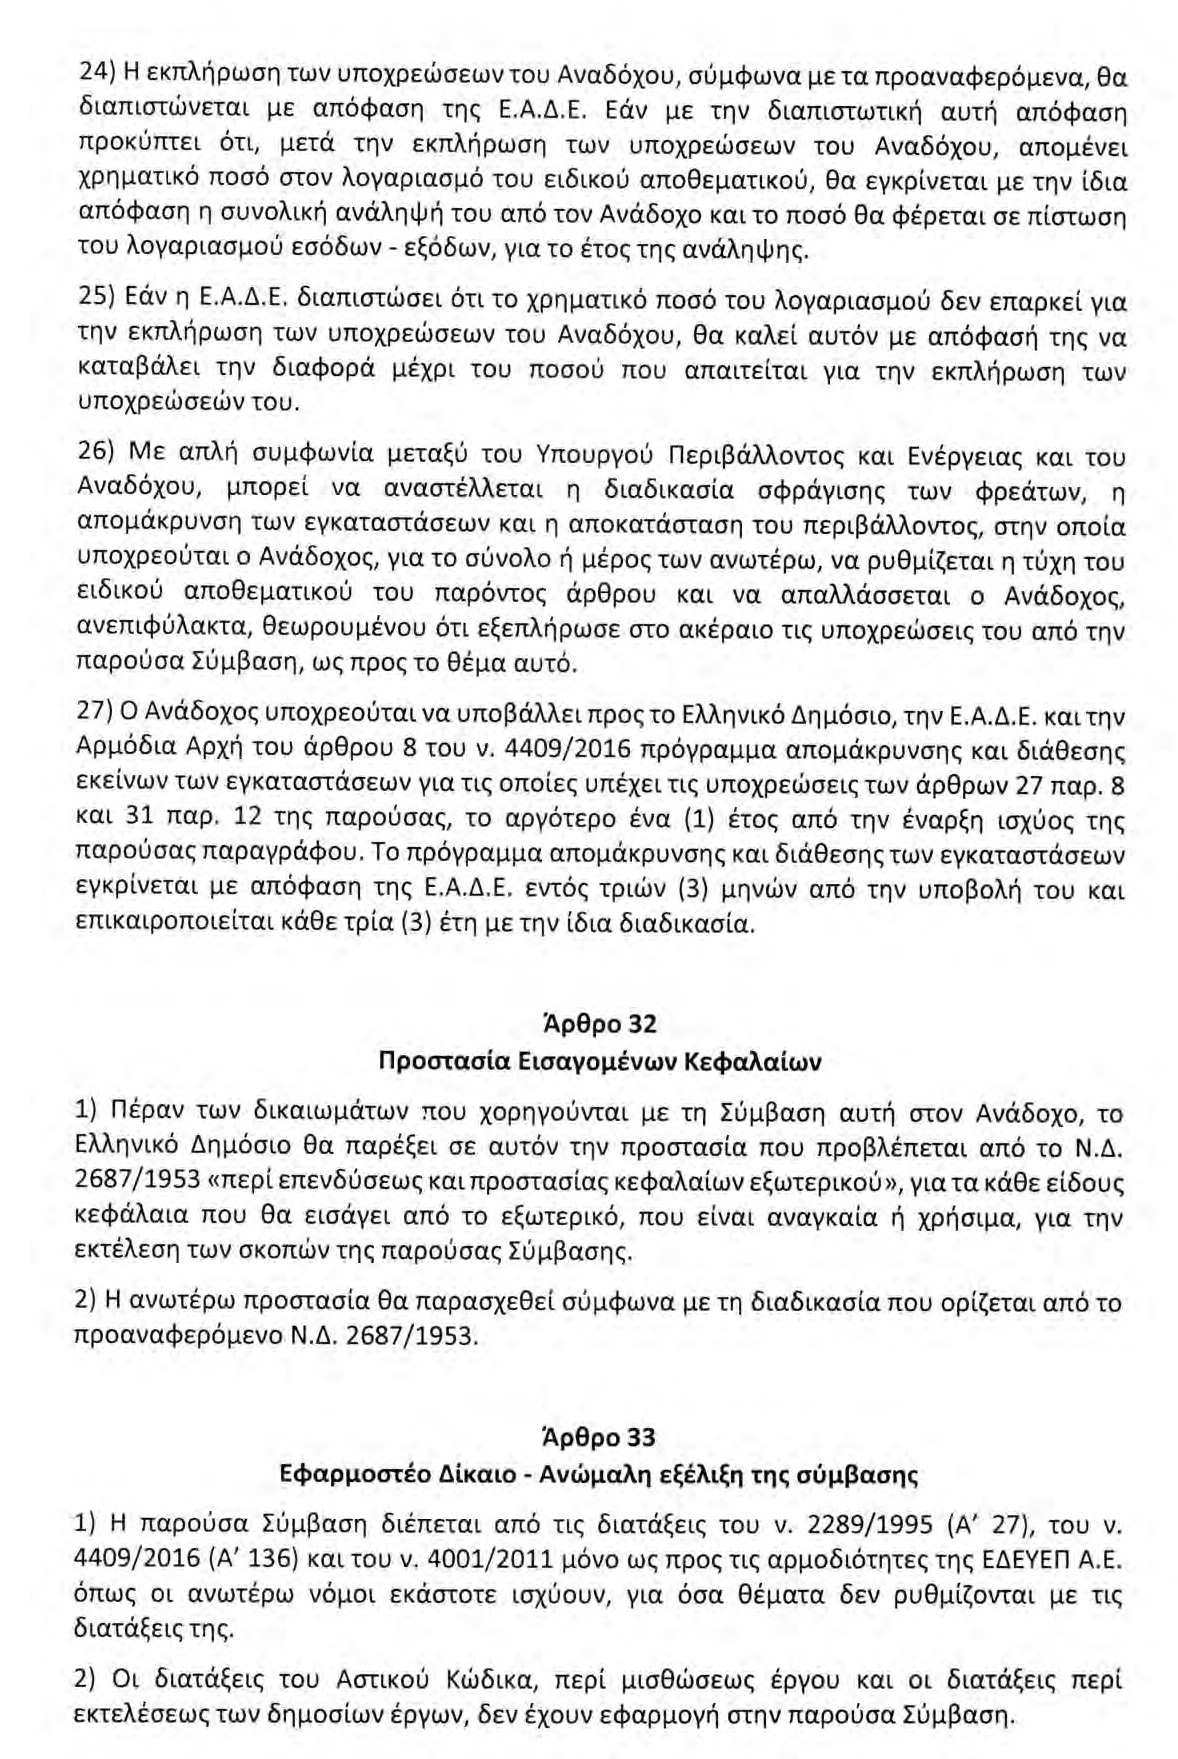 24) Η εκπλήρωση των υποχρεώσεων του Αναδόχου, σύμφωνα με τα προαναφερόμενα, θα
διαπιστώνεται με απόφαση της Ε.Α.Δ.Ε. Εάν με την διαπιστωτική αυτή απόφαση
προκύπτει ότι, μετά την εκπλήρωση των υποχρεώσεων του Αναδόχου, απομένει
χρηματικό ποσό στον λογαριασμό του ειδικού αποθεματικού, θα εγκρίνεται με την ίδια
απόφαση η συνολική ανάληψή του από τον Ανάδοχο και το ποσό θα φέρεται σε πίστωση
του λογαριασμού εσόδων - εξόδων, για το έτος της ανάληψης.
25) Εάν η Ε.Α.Δ.Ε. διαπιστώσει ότι το χρηματικό ποσό του λογαριασμού δεν επαρκεί για
την εκπλήρωση των υποχρεώσεων του Αναδόχου, θα καλεί αυτόν με απόφασή της να
καταβάλει την διαφορά μέχρι του ποσού που απαιτείται για την εκπλήρωση των
υποχρεώσεών του.
26) Με απλή συμφωνία μεταξύ του Υπουργού Περιβάλλοντος και Ενέργειας και του
Αναδόχου, μπορεί να αναστέλλεται η διαδικασία σφράγισης των φρεάτων, η
απομάκρυνση των εγκαταστάσεων και η αποκατάσταση του περιβάλλοντος, στην οποία
υποχρεούται ο Ανάδοχος, για το σύνολο ή μέρος των ανωτέρω, να ρυθμίζεται η τύχη του
ειδικού αποθεματικού του παρόντος άρθρου και να απαλλάσσεται ο Ανάδοχος,
ανεπιφύλακτα, θεωρουμένου ότι εξεπλήρωσε στο ακέραιο τις υποχρεώσεις του από την
παρούσα Σύμβαση, ως προς το θέμα αυτό.
27) Ο Ανάδοχος υποχρεούται να υποβάλλει προς το Ελληνικό Δημόσιο, την Ε.Α.Δ.Ε. και την
Αρμόδια Αρχή του άρθρου 8 του ν. 4409/2016 πρόγραμμα απομάκρυνσης και διάθεσης
εκείνων των εγκαταστάσεων για τις οποίες υπέχει τις υποχρεώσεις των άρθρων 27 παρ. 8
και 31 παρ. 12 της παρούσας, το αργότερο ένα (1) έτος από την έναρξη ισχύος της
παρούσας παραγράφου. Το πρόγραμμα απομάκρυνσης και διάθεσης των εγκαταστάσεων
εγκρίνεται με απόφαση της Ε.Α.Δ.Ε. εντός τριών (3) μηνών από την υποβολή του και
επικαιροποιείται κάθε τρία (3) έτη με την ίδια διαδικασία.
Άρθρο 32
Προστασία Εισαγομένων Κεφαλαίων
1) Πέραν των δικαιωμάτων που χορηγούνται με τη Σύμβαση αυτή στον Ανάδοχο, το
Ελληνικό Δημόσιο θα παρέξει σε αυτόν την προστασία που προβλέπεται από το Ν.Δ.
2687/1953 «περί επενδύσεως και προστασίας κεφαλαίων εξωτερικού», για τα κάθε είδους
κεφάλαια που θα εισάγει από το εξωτερικό, που είναι αναγκαία ή χρήσιμα, για την
εκτέλεση των σκοπών της παρούσας Σύμβασης.
2) Η ανωτέρω προστασία θα παρασχεθεί σύμφωνα με τη διαδικασία που ορίζεται από το
προαναφερόμενο Ν.Δ. 2687/1953.
Άρθρο 33
Εφαρμοστέο Δίκαιο - Ανώμαλη εξέλιξη της σύμβασης
1) Η παρούσα Σύμβαση διέπεται από τις διατάξεις του ν. 2289/1995 (Α’ 27), του ν.
4409/2016 (Α’ 136) και του ν. 4001/2011 μόνο ως προς τις αρμοδιότητες της ΕΔΕΥΕΠ Α.Ε.
όπως οι ανωτέρω νόμοι εκάστοτε ισχύουν, για όσα θέματα δεν ρυθμίζονται με τις
διατάξεις της.
2) Οι διατάξεις του Αστικού Κώδικα, περί μισθώσεως έργου και οι διατάξεις περί
εκτελέσεως των δημοσίων έργων, δεν έχουν εφαρμογή στην παρούσα Σύμβαση.